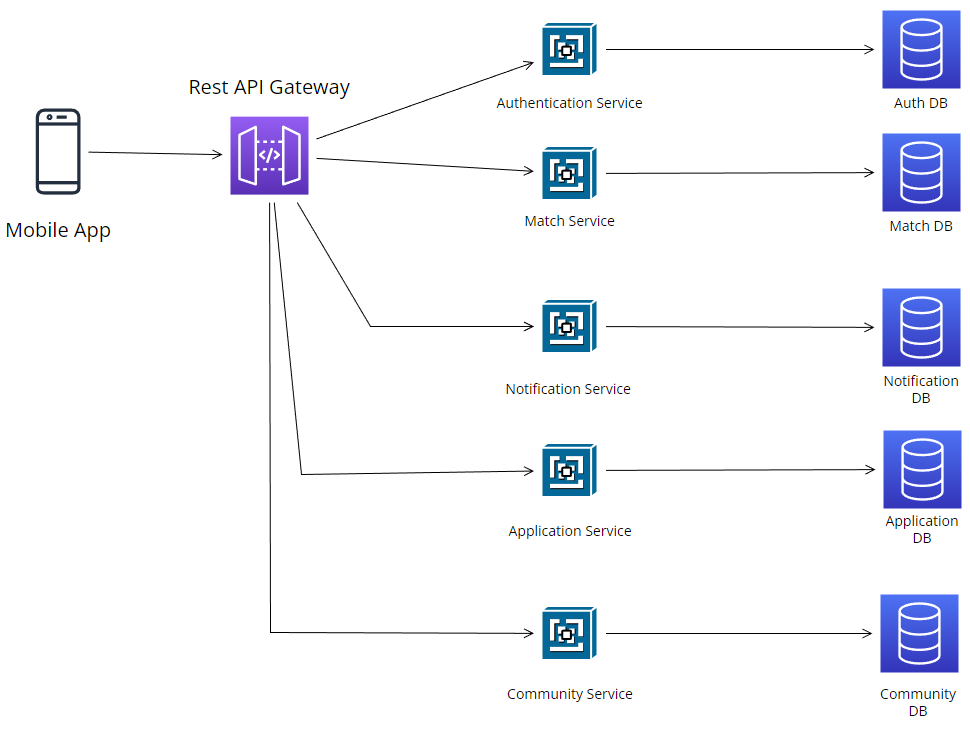 Rest API Gateway
Mobile App
Authentication Service
Auth DB
Match Service
Match DB
Notification Service
Notification
DB
Application Service
Application
DB
Community Service
Community
DB